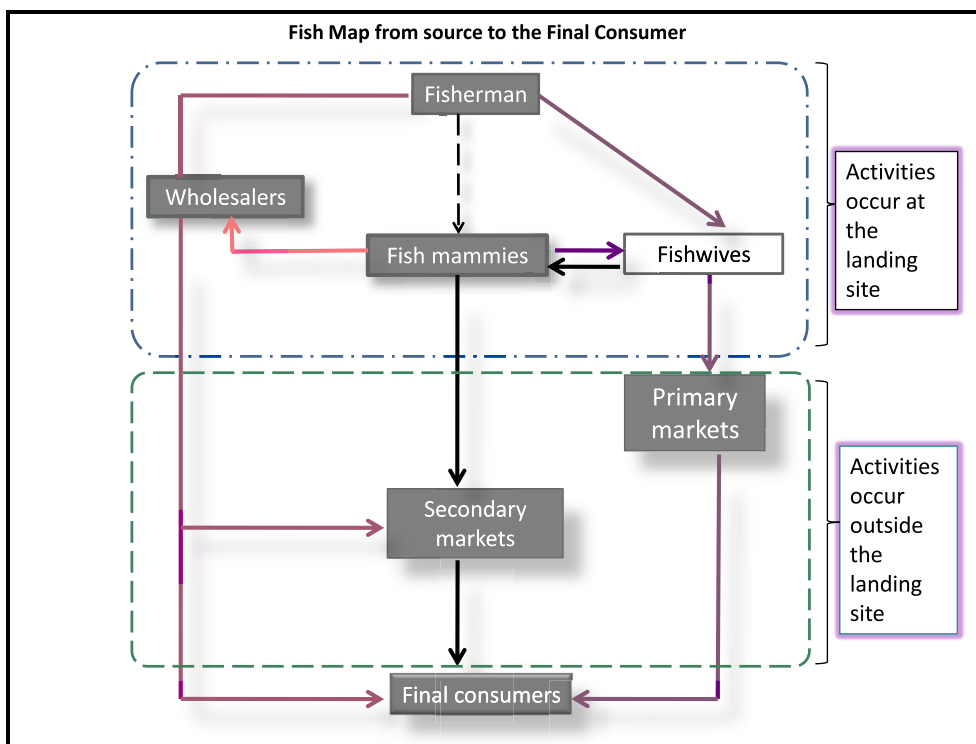 Fish Map from source to the Final Consumer
Fisherman
Wholesalers
Fish mammies
Fishwives
Activities
occur at
the
landing
site
Primary
markets
Secondary
markets
Activities
occur
outside
the
landing
site
Final consumers